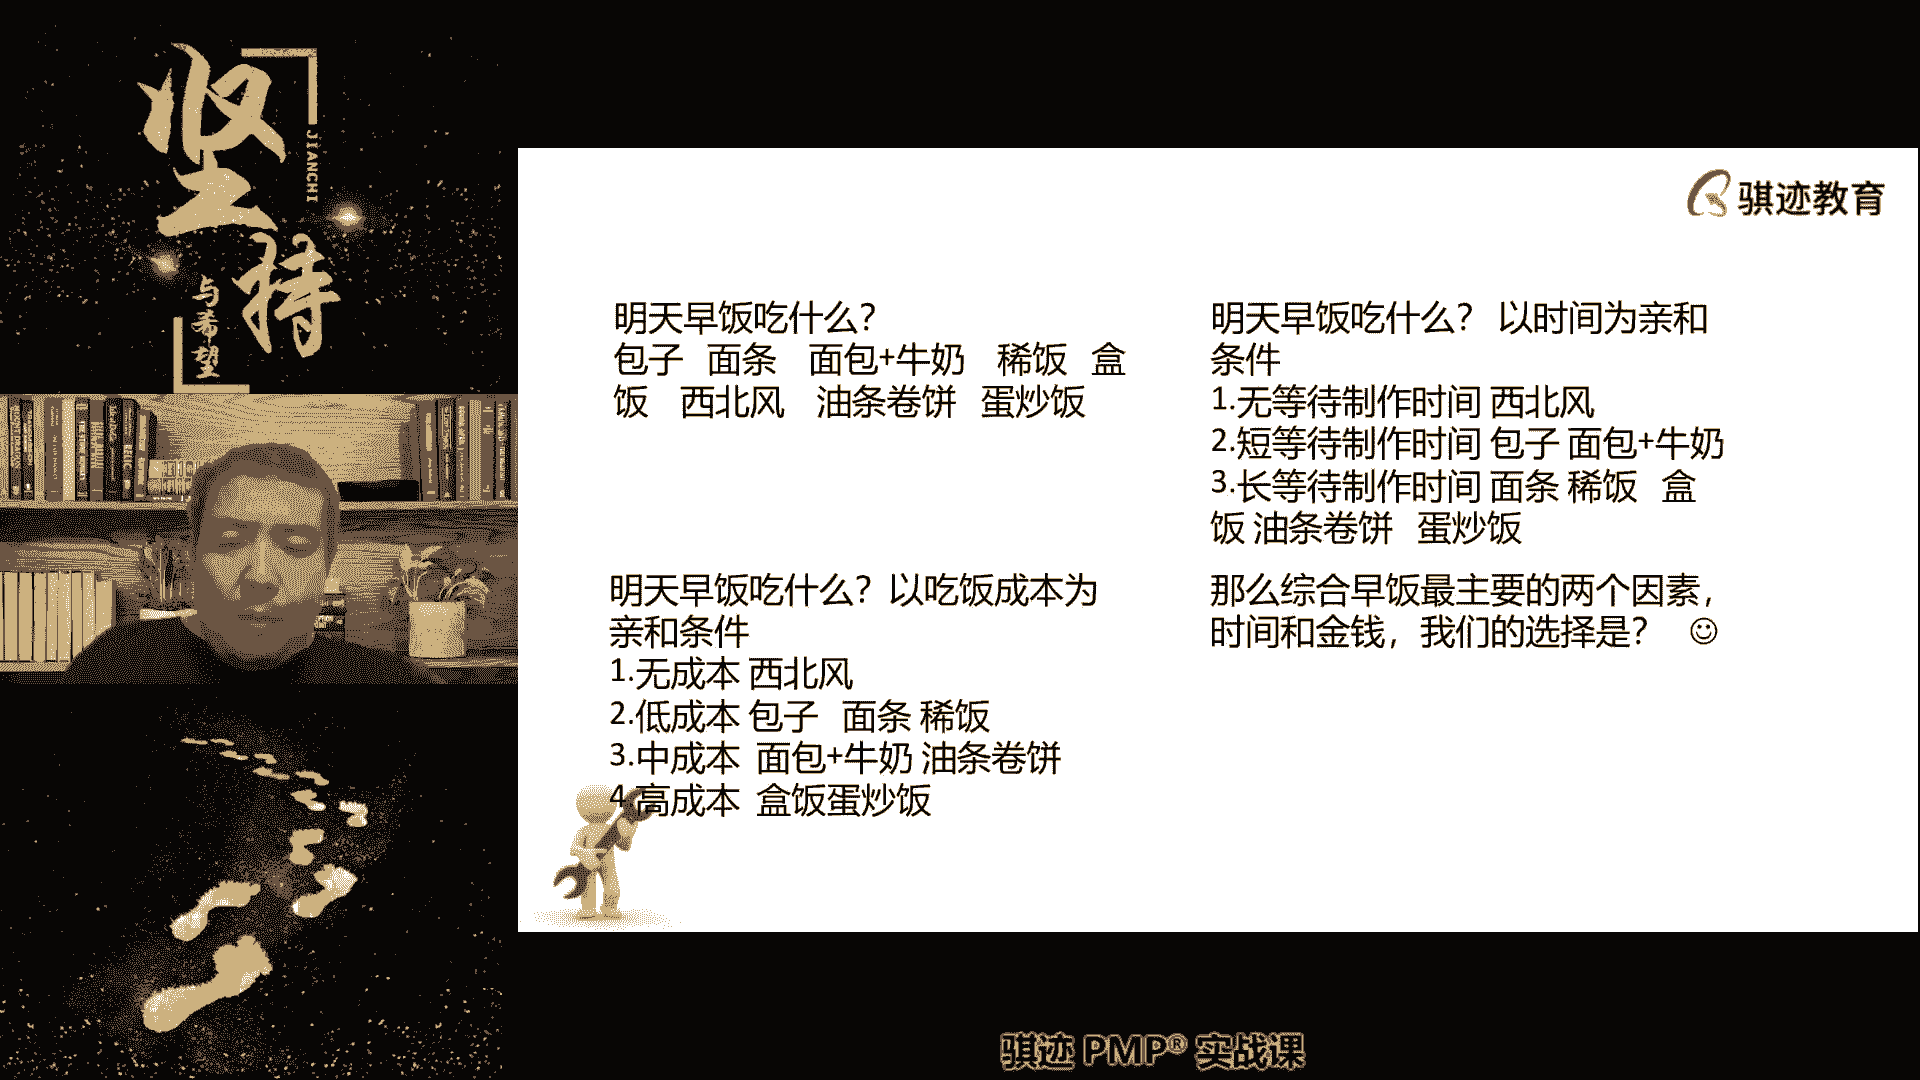 坚
持
JIANCHI
与希望
骐迹教育
明天早饭吃什么？
包子 面条 面包+牛奶 稀饭 盒
饭 西北风 油条卷饼 蛋炒饭
明天早饭吃什么？ 以时间为亲和
条件
1.无等待制作时间 西北风
2.短等待制作时间 包子 面包+牛奶
3.长等待制作时间 面条 稀饭 盒
饭 油条卷饼 蛋炒饭
明天早饭吃什么？以吃饭成本为
亲和条件
1.无成本 西北风
2.低成本 包子 面条 稀饭
3.中成本 面包+牛奶 油条卷饼
4.高成本 盒饭蛋炒饭
那么综合早饭最主要的两个因素，
时间和金钱，我们的选择是？ ☺
骐迹 PMP® 实战课